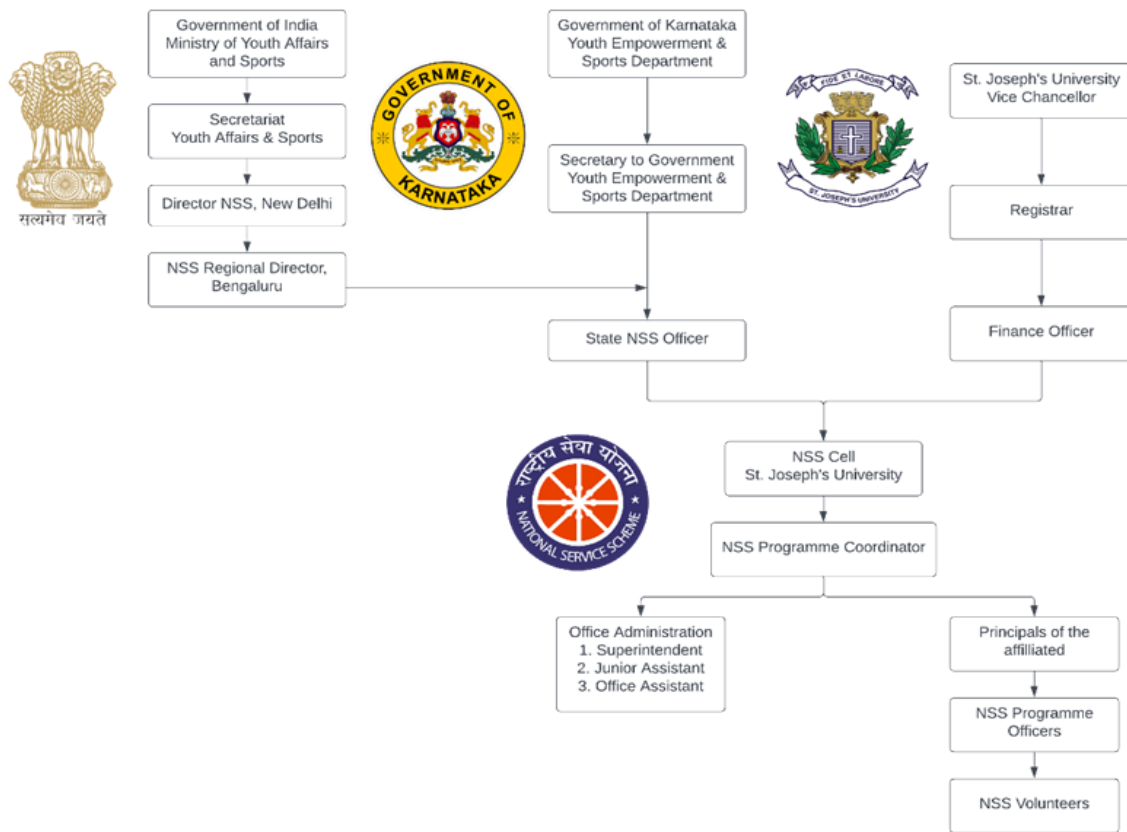 Government of India
Ministry of Youth Affairs
and Sports
Secretariat
Youth Affairs & Sports
Director NSS, New Delhi
NSS Regional Director,
Bengaluru
सत्यमेव जयते
Government of Karnataka
Youth Empowerment &
Sports Department
GOVERNMENT OF
KARNATAKA
Secretary to Government
Youth Empowerment &
Sports Department
State NSS Officer
FIDE ET LABORE
ST. JOSEPH'S UNIVERSITY
St. Joseph's University
Vice Chancellor
Registrar
Finance Officer
राष्ट्रीय सेवा योजना
NATIONAL SERVICE SCHEME
NSS Cell
St. Joseph's University
NSS Programme Coordinator
Office Administration
1. Superintendent
2. Junior Assistant
3. Office Assistant
Principals of the
affilliated
NSS Programme
Officers
NSS Volunteers